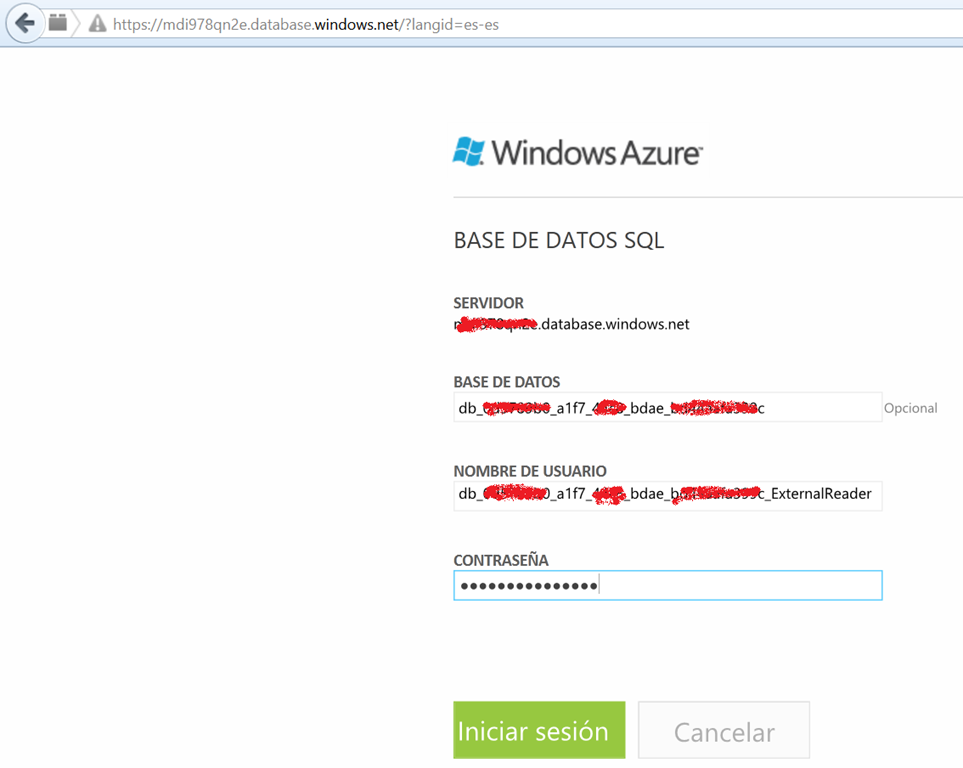 https://mdi978qn2e.database.windows.net/?langid=es-es
Windows Azure
BASE DE DATOS SQL
SERVIDOR
.database.windows.net
BASE DE DATOS
db_ _a1f7_ _bdae_
Opcional
NOMBRE DE USUARIO
db_ _a1f7_ _bdae_ _ExternalReader
CONTRASEÑA
Iniciar sesión
Cancelar